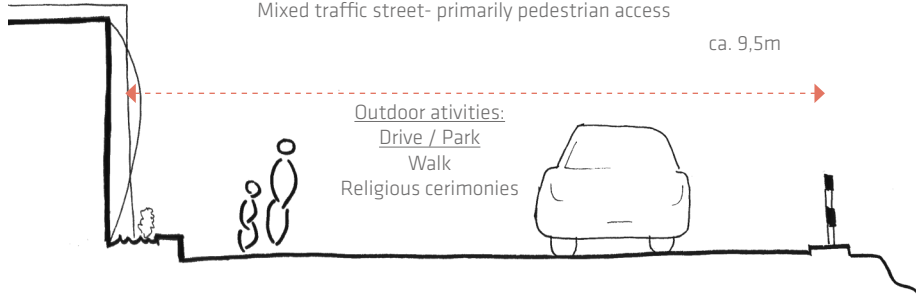 Mixed traffic street- primarily pedestrian access
ca. 9,5m
Outdoor ativities:
Drive / Park
Walk
Religious cerimonies